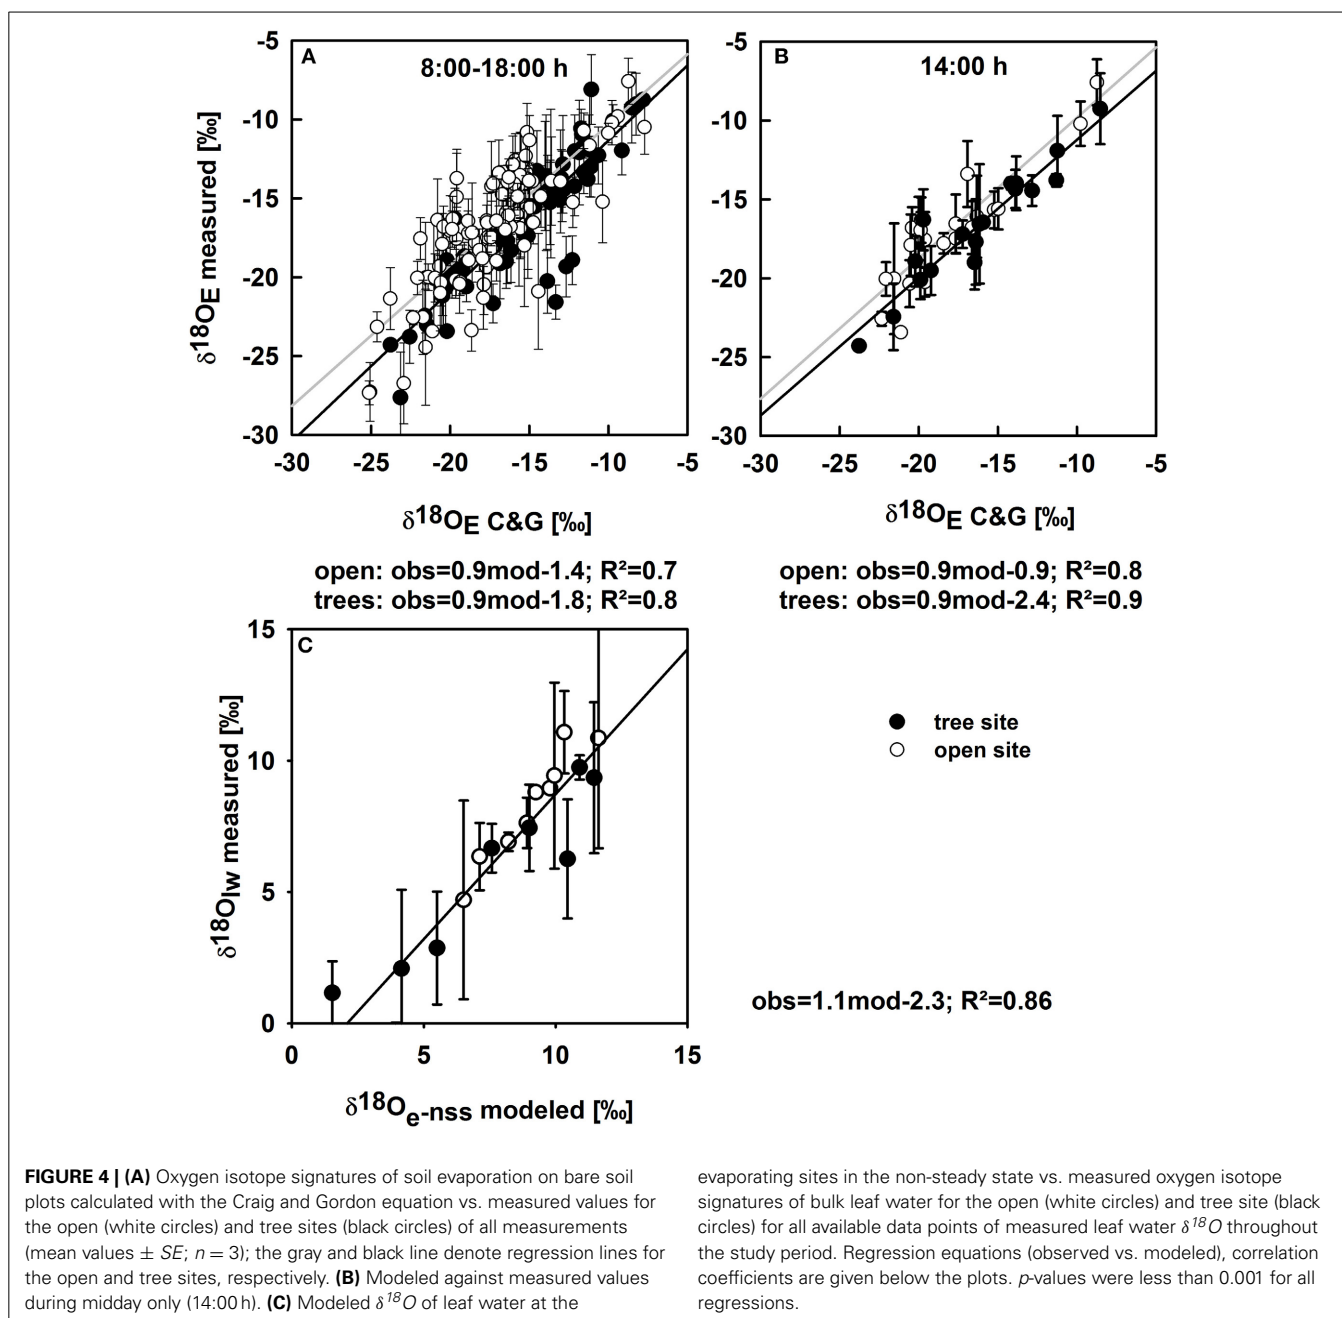 A
8:00-18:00 h
-5
-10
-15
-20
-25
-30
δ18OE measured [‰]
-30 -25 -20 -15 -10 -5
δ18OE C&G [‰]
open: obs=0.9mod-1.4; R²=0.7
trees: obs=0.9mod-1.8; R²=0.8
B
14:00 h
-5
-10
-15
-20
-25
-30
-30 -25 -20 -15 -10 -5
δ18OE C&G [‰]
open: obs=0.9mod-0.9; R²=0.8
trees: obs=0.9mod-2.4; R²=0.9
C
15
10
5
0
δ18Olw measured [‰]
0 5 10 15
δ18Oe-nss modeled [‰]
tree site
open site
obs=1.1mod-2.3; R²=0.86
FIGURE 4 | (A) Oxygen isotope signatures of soil evaporation on bare soil
plots calculated with the Craig and Gordon equation vs. measured values for
the open (white circles) and tree sites (black circles) of all measurements
(mean values ± SE; n = 3); the gray and black line denote regression lines for
the open and tree sites, respectively. (B) Modeled against measured values
during midday only (14:00 h). (C) Modeled δ18O of leaf water at the
evaporating sites in the non-steady state vs. measured oxygen isotope
signatures of bulk leaf water for the open (white circles) and tree site (black
circles) for all available data points of measured leaf water δ18O throughout
the study period. Regression equations (observed vs. modeled), correlation
coefficients are given below the plots. p-values were less than 0.001 for all
regressions.